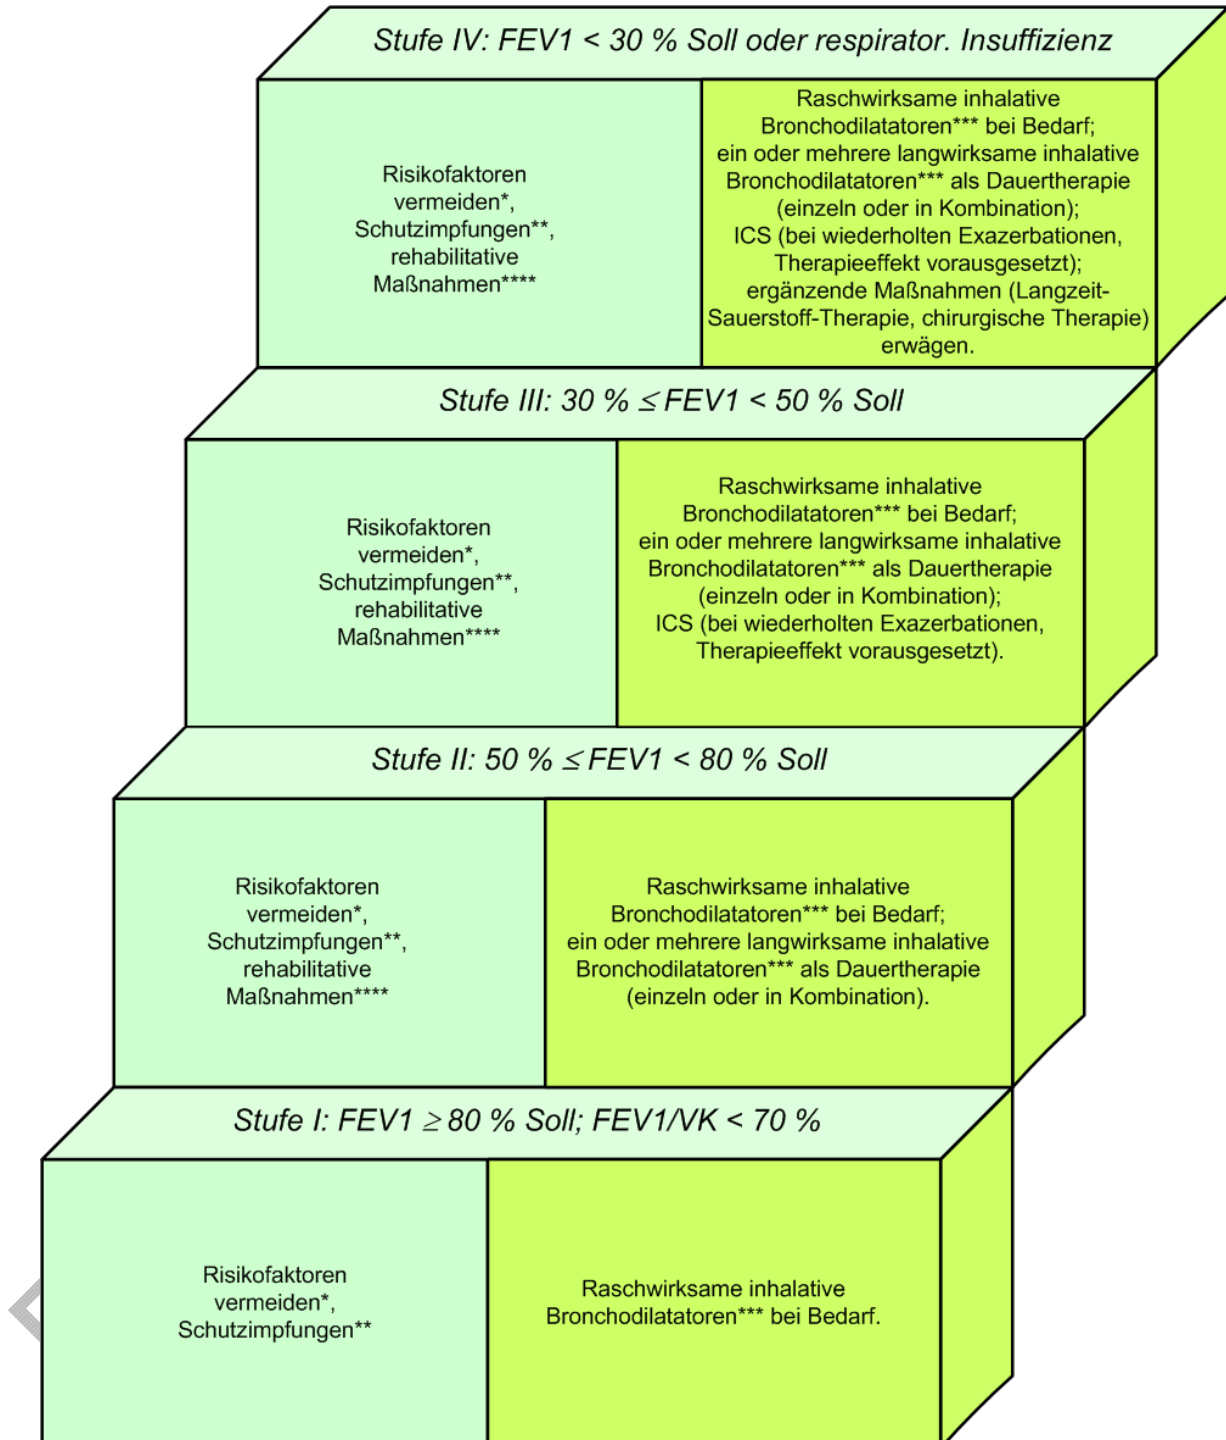 Stufe IV: FEV1 < 30 % Soll oder respirator. Insuffizienz
Risikofaktoren
vermeiden*,
Schutzimpfungen**,
rehabilitative
Maßnahmen****
Raschwirksame inhalative
Bronchodilatatoren*** bei Bedarf;
ein oder mehrere langwirksame inhalative
Bronchodilatatoren*** als Dauertherapie
(einzeln oder in Kombination);
ICS (bei wiederholten Exazerbationen,
Therapieeffekt vorausgesetzt);
ergänzende Maßnahmen (Langzeit-
Sauerstoff-Therapie, chirurgische Therapie)
erwägen.
Stufe III: 30 % ≤ FEV1 < 50 % Soll
Risikofaktoren
vermeiden*,
Schutzimpfungen**,
rehabilitative
Maßnahmen****
Raschwirksame inhalative
Bronchodilatatoren*** bei Bedarf;
ein oder mehrere langwirksame inhalative
Bronchodilatatoren*** als Dauertherapie
(einzeln oder in Kombination);
ICS (bei wiederholten Exazerbationen,
Therapieeffekt vorausgesetzt).
Stufe II: 50 % ≤ FEV1 < 80 % Soll
Risikofaktoren
vermeiden*,
Schutzimpfungen**,
rehabilitative
Maßnahmen****
Raschwirksame inhalative
Bronchodilatatoren*** bei Bedarf;
ein oder mehrere langwirksame inhalative
Bronchodilatatoren*** als Dauertherapie
(einzeln oder in Kombination).
Stufe I: FEV1 ≥ 80 % Soll; FEV1/VK < 70 %
Risikofaktoren
vermeiden*,
Schutzimpfungen**
Raschwirksame inhalative
Bronchodilatatoren*** bei Bedarf.